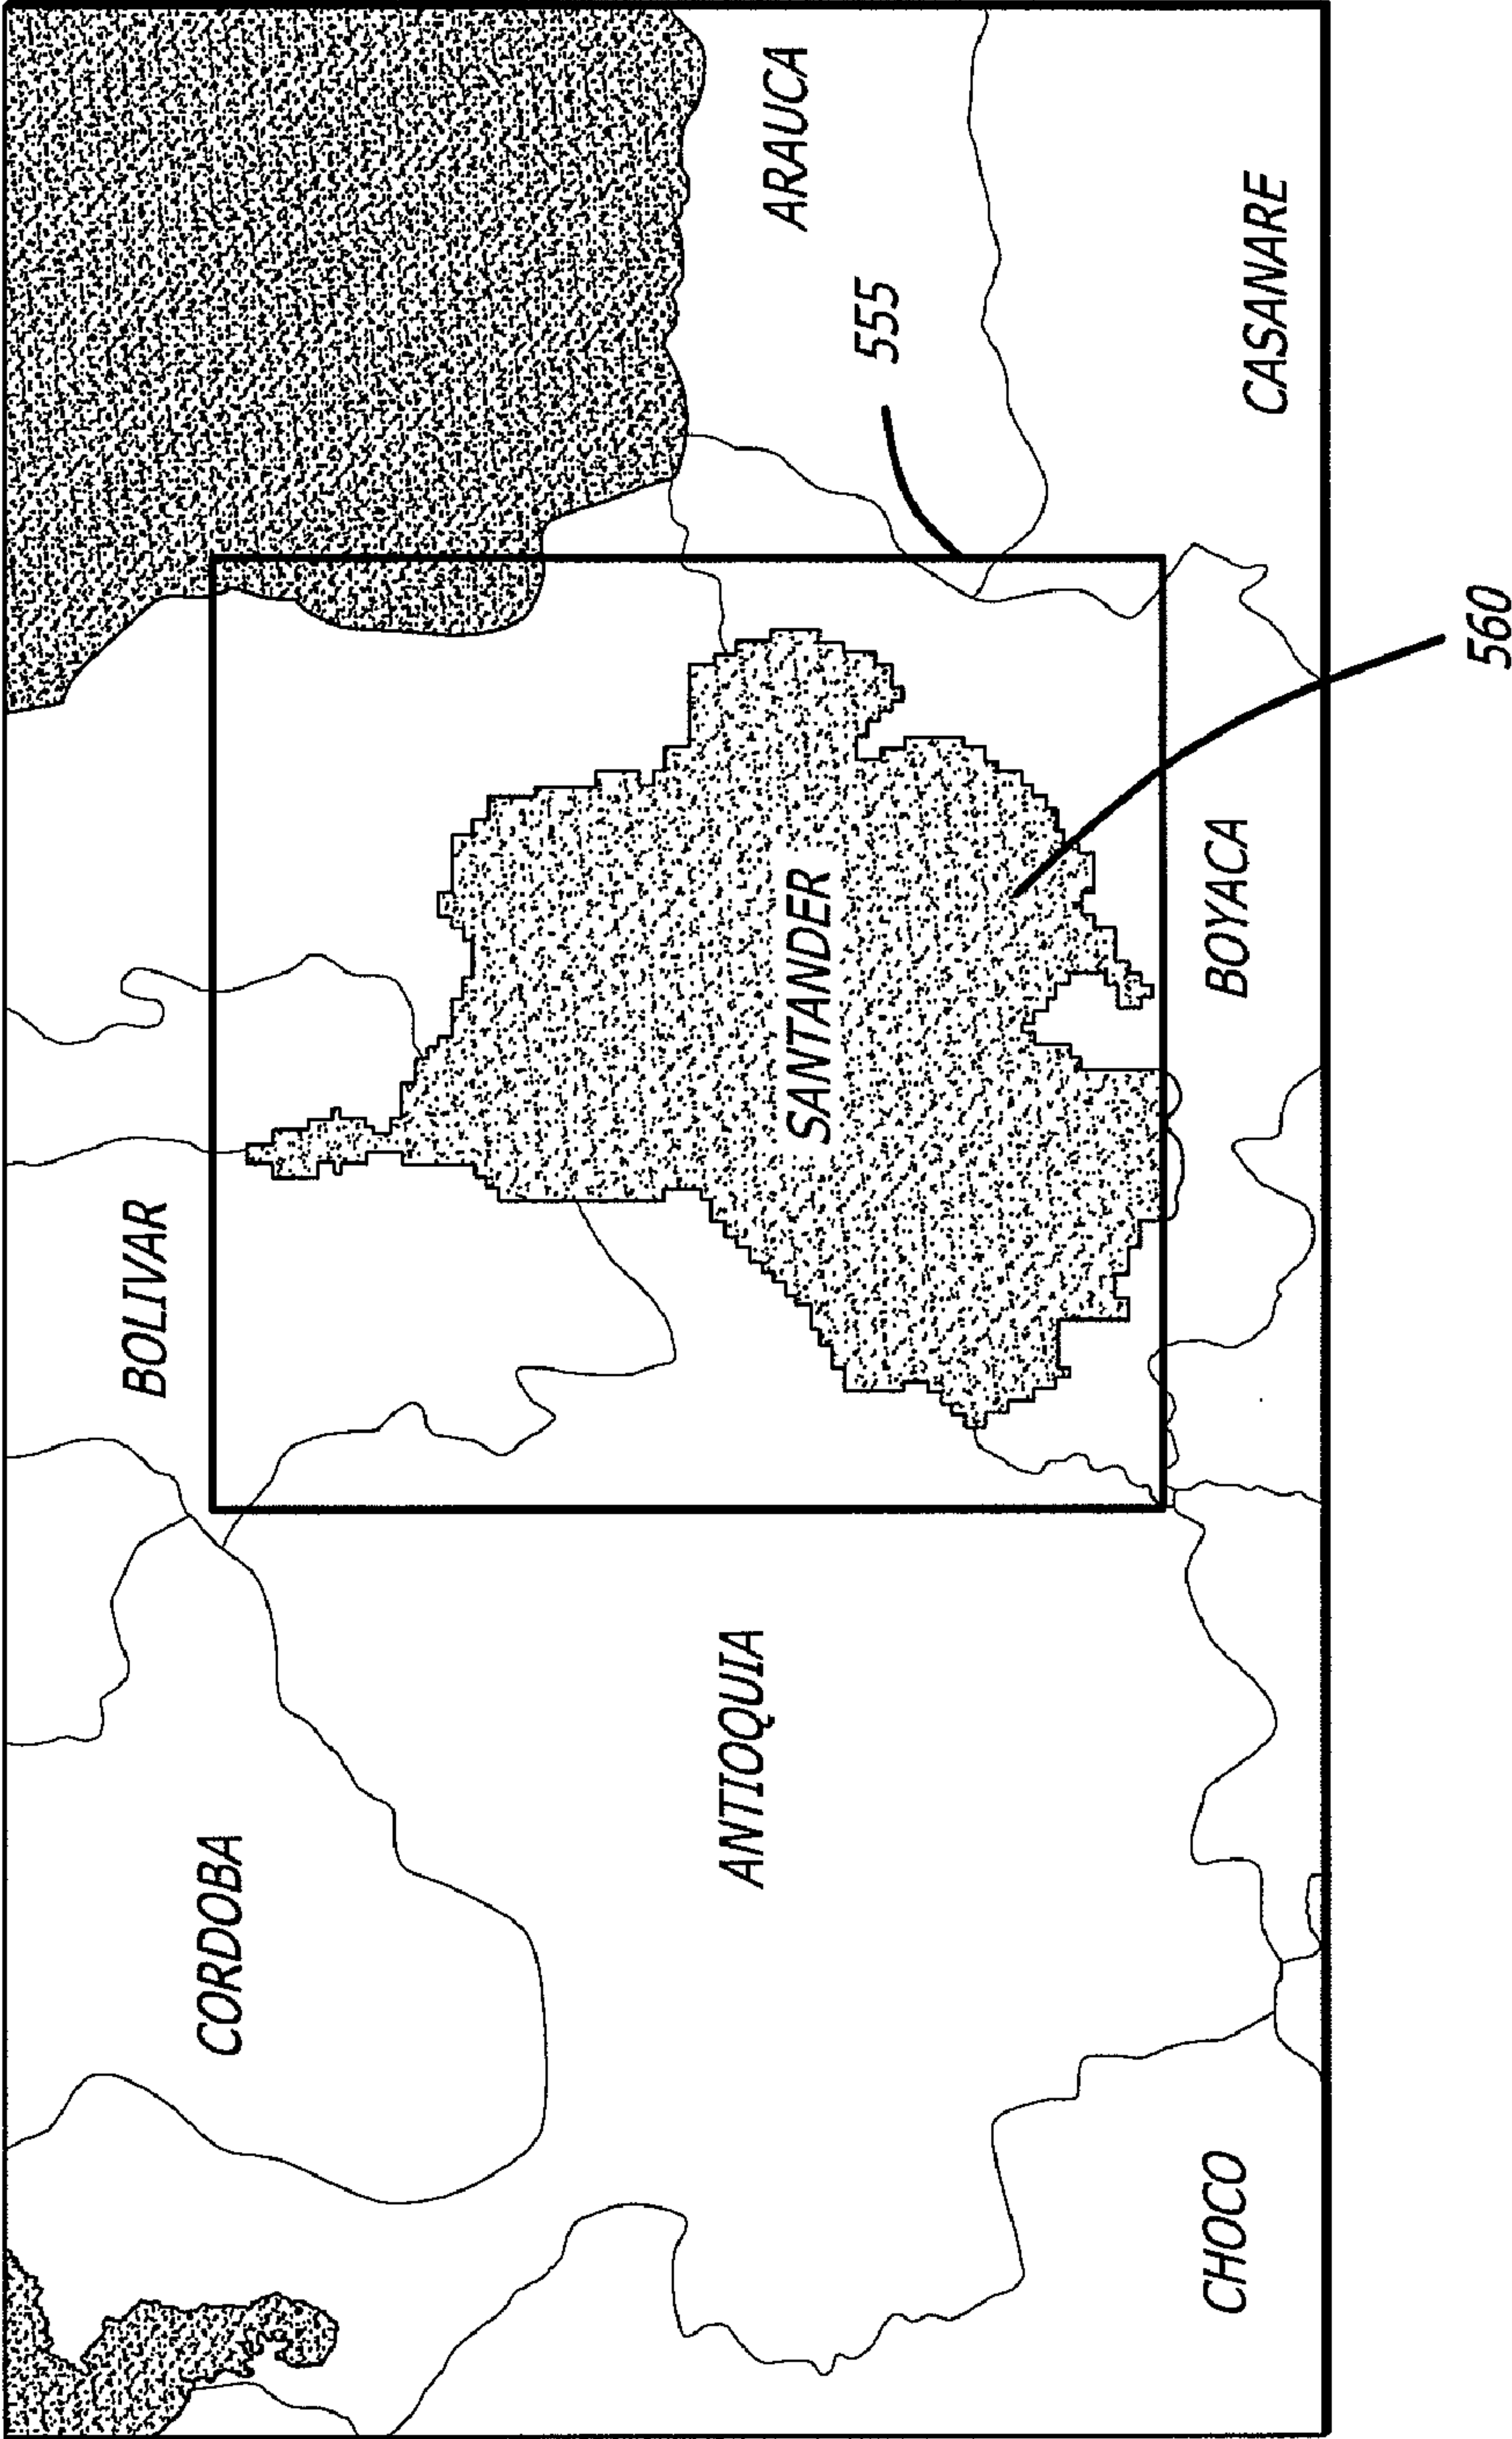 BOLIVAR
CORDOBA
ANTIOQUIA
SANTANDER
ARAUCA
555
CHOCO
BOYACA
CASANARE
560